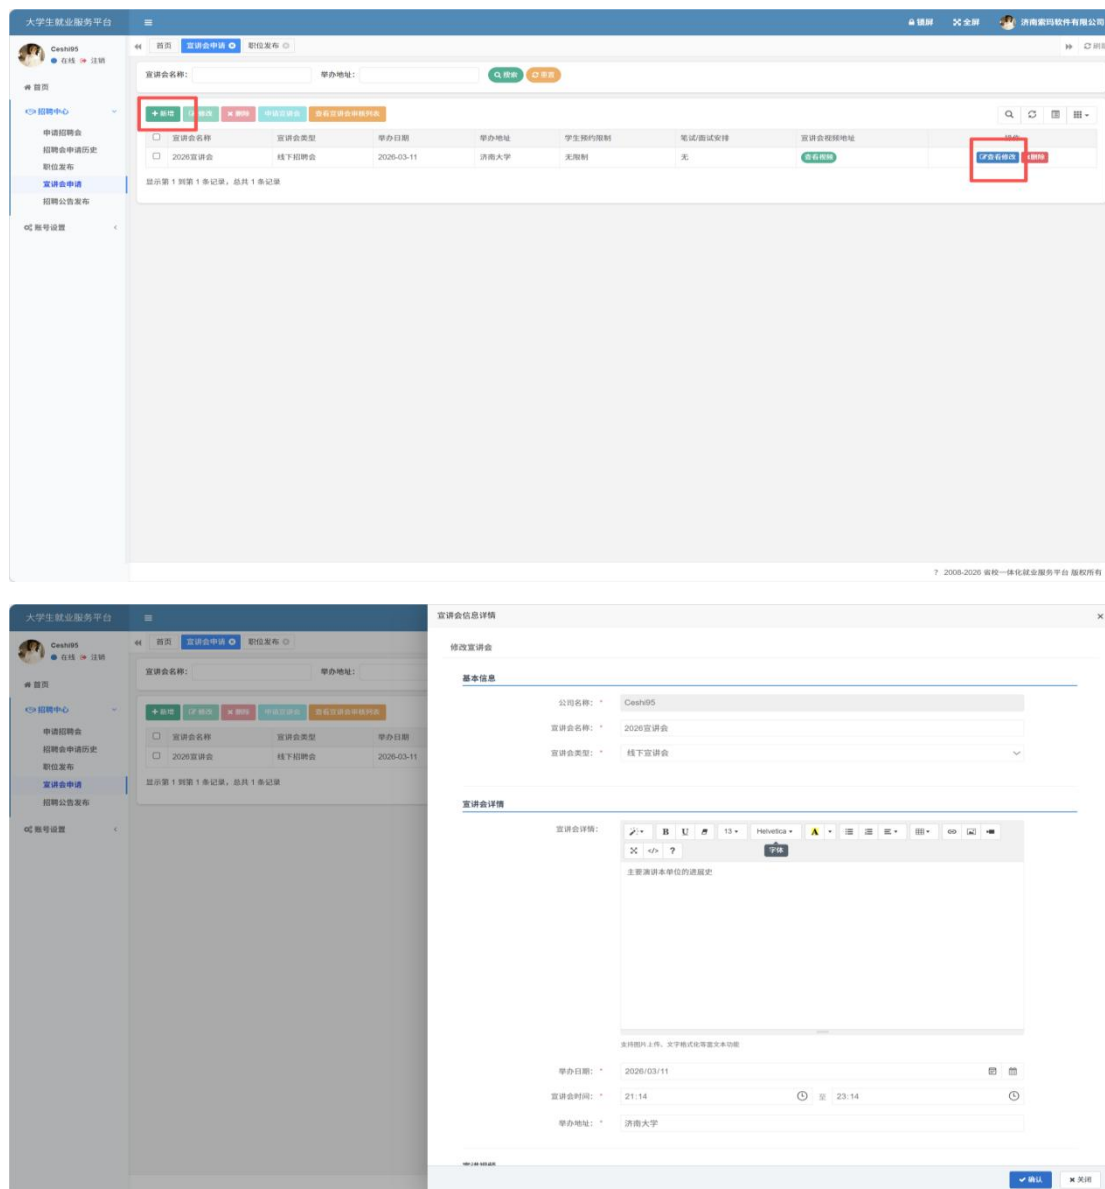 大学生就业服务平台
锁屏 全屏 济南索玛软件有限公司
Ceshi95
在线 注销
首页 宣讲会申请 职位发布
刷新
宣讲会名称： 举办地址： 搜索 重置
首页
招聘中心
申请招聘会
招聘会申请历史
职位发布
宣讲会申请
招聘公告发布
账号设置
新增 修改 删除 申请宣讲会 查看宣讲会审核列表
宣讲会名称 宣讲会类型 举办日期 举办地址 学生预约限制 笔试/面试安排 宣讲会视频地址 操作
2026宣讲会 线下招聘会 2026-03-11 济南大学 无限制 无 查看视频 查看修改 删除
显示第 1 到第 1 条记录，总共 1 条记录
? 2008-2026 省校一体化就业服务平台 版权所有
大学生就业服务平台
Ceshi95
在线 注销
首页 宣讲会申请 职位发布
宣讲会名称： 举办地址：
首页
招聘中心
申请招聘会
招聘会申请历史
职位发布
宣讲会申请
招聘公告发布
账号设置
新增 修改 删除 申请宣讲会 查看宣讲会审核列表
宣讲会名称 宣讲会类型 举办日期
2026宣讲会 线下招聘会 2026-03-11
显示第 1 到第 1 条记录，总共 1 条记录
宣讲会信息详情
修改宣讲会
基本信息
公司名称： * Ceshi95
宣讲会名称： * 2026宣讲会
宣讲会类型： * 线下宣讲会
宣讲会详情
宣讲会详情：
B U 13 Helvetica A
</> ? 字体
主要演讲本单位的进展史
支持图片上传、文字格式化等富文本功能
举办日期： * 2026/03/11
宣讲会时间： * 21:14 至 23:14
举办地址： * 济南大学
宣讲视频
确认 关闭